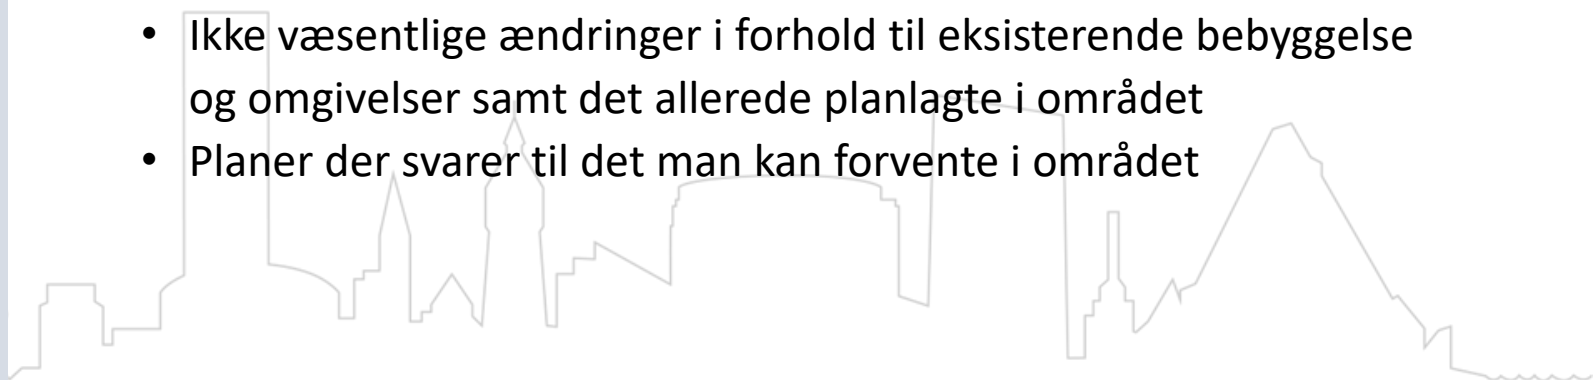 • Ikke væsentlige ændringer i forhold til eksisterende bebyggelse
og omgivelser samt det allerede planlagte i området
• Planer der svarer til det man kan forvente i området